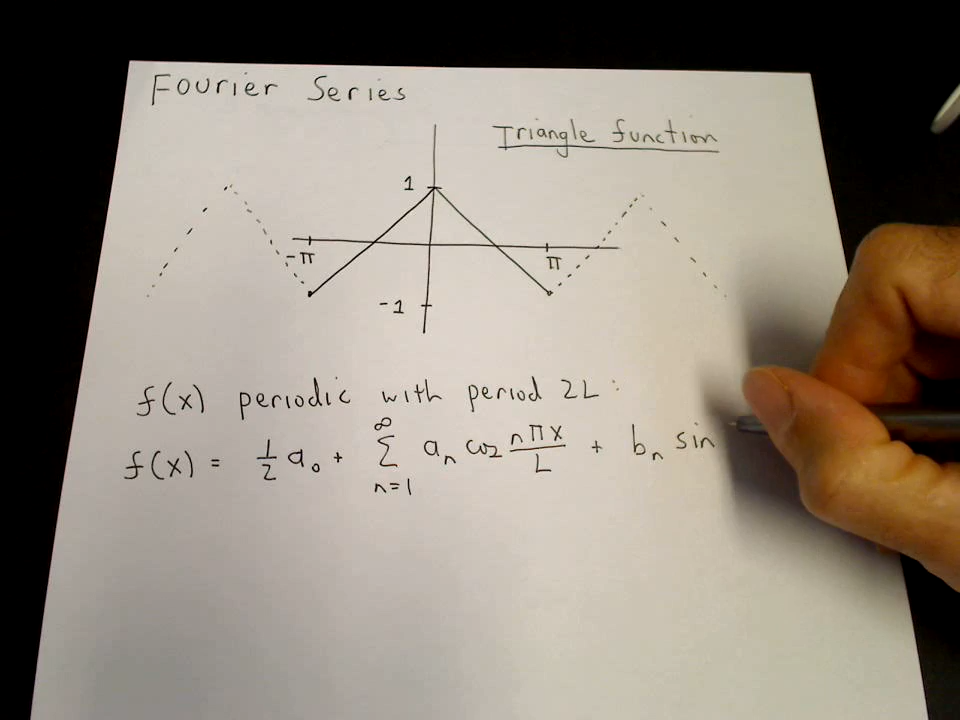 Fourier Series
Triangle function
1
-π π
-1
f(x) periodic with period 2L :
f(x) = 1/2 a₀ + ∞∑n=1 aₙ cos nπx/L + bₙ sin